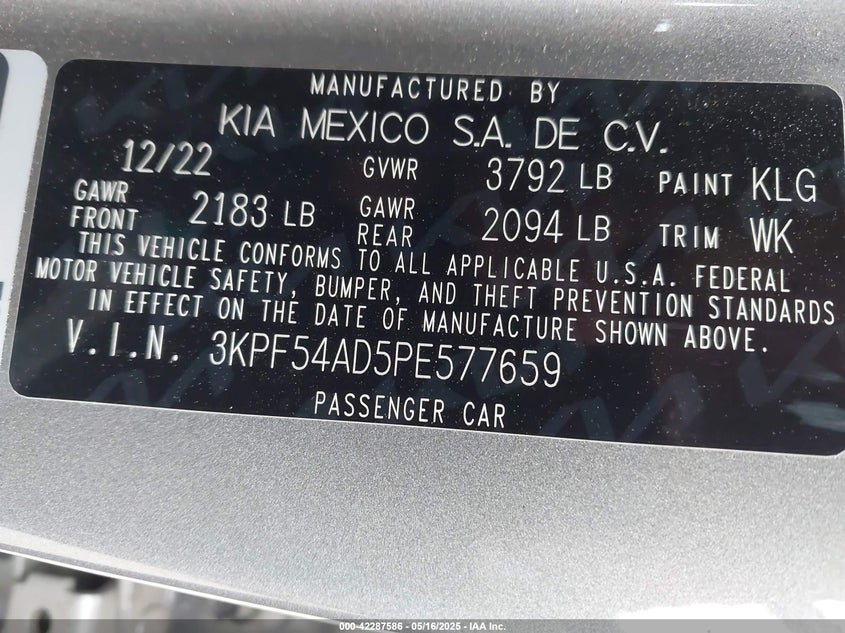 MANUFACTURED BY
KIA MEXICO S.A. DE C.V.
12/22 GVWR 3792 LB PAINT KLG
GAWR FRONT 2183 LB GAWR REAR 2094 LB TRIM WK
THIS VEHICLE CONFORMS TO ALL APPLICABLE U.S.A. FEDERAL
MOTOR VEHICLE SAFETY, BUMPER, AND THEFT PREVENTION STANDARDS
IN EFFECT ON THE DATE OF MANUFACTURE SHOWN ABOVE.
V.I.N. 3KPF54AD5PE577659
PASSENGER CAR
000-42287586 - 05/16/2025 - IAA Inc.